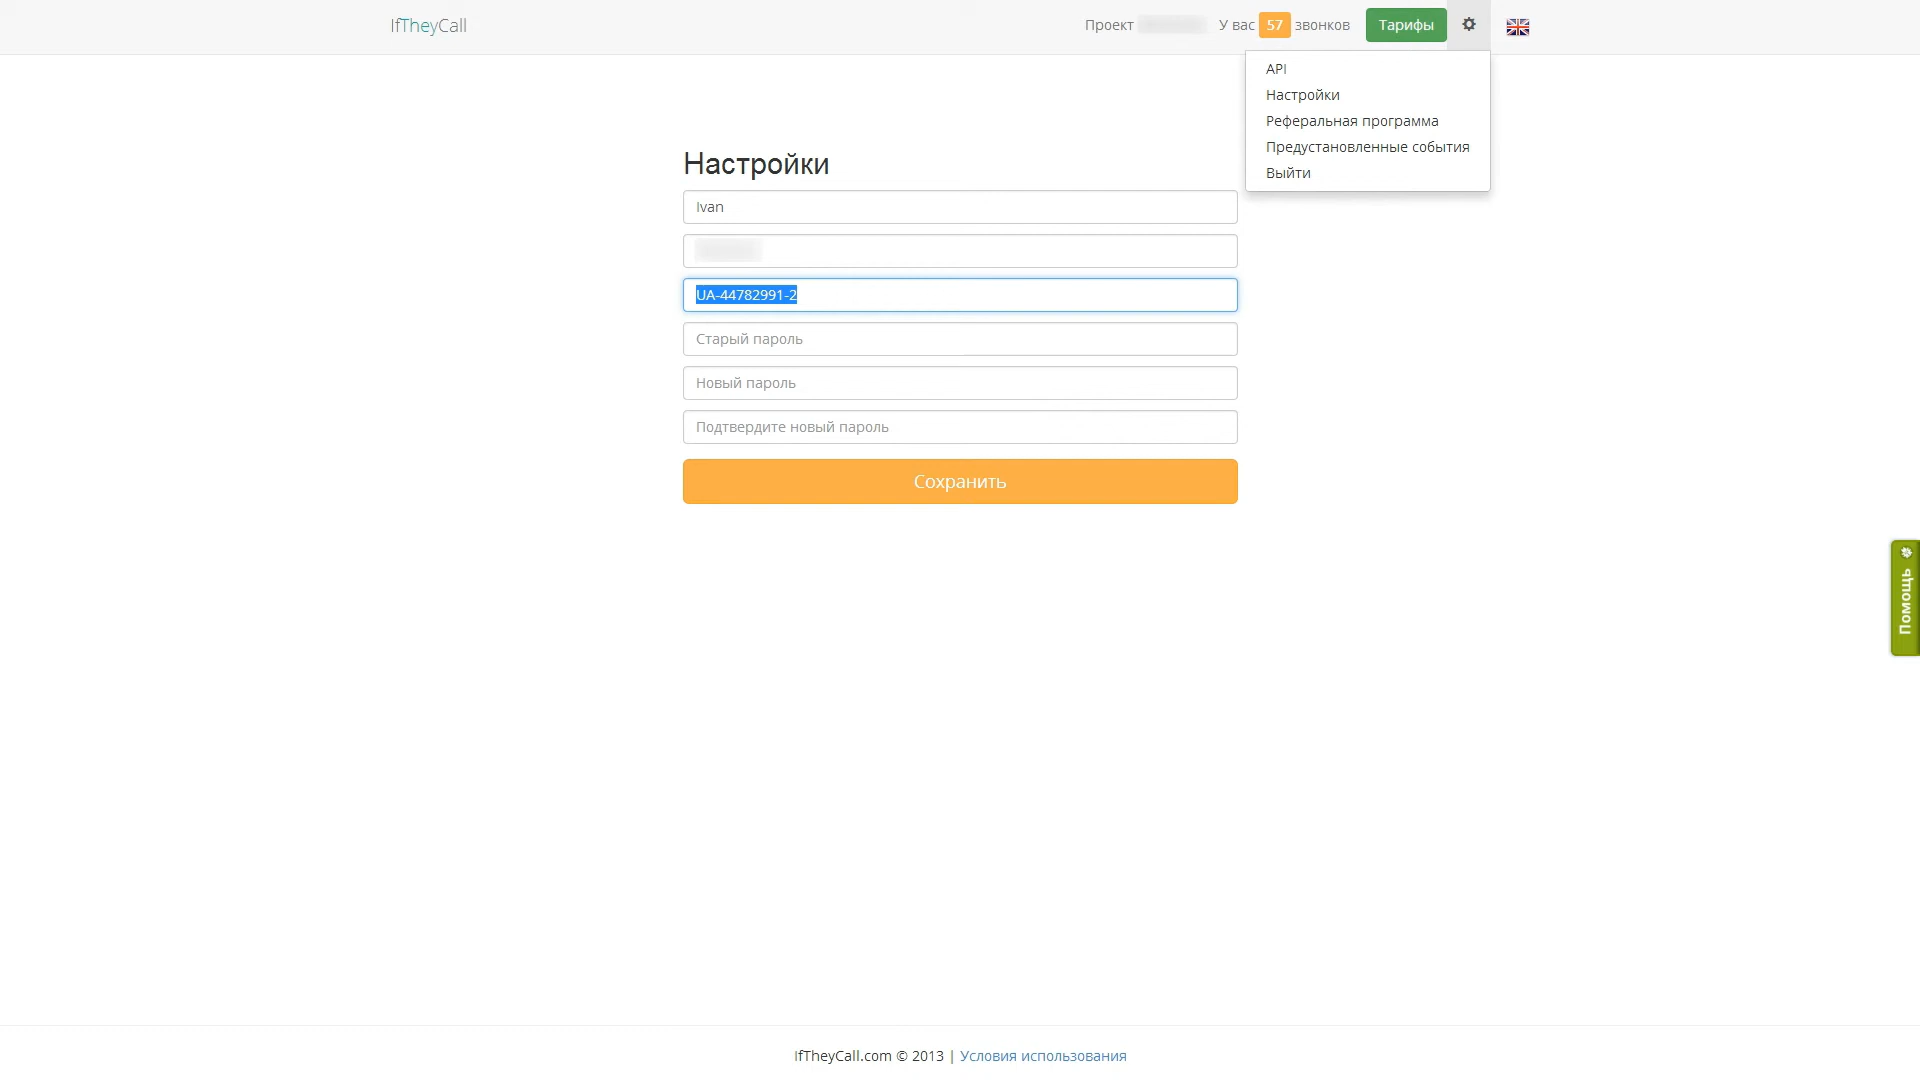 IfTheyCall
Проект У вас 57 звонков Тарифы
API
Настройки
Реферальная программа
Предустановленные события
Выйти
Настройки
Ivan
UA-44782991-2
Старый пароль
Новый пароль
Подтвердите новый пароль
Сохранить
Помощь
IfTheyCall.com © 2013 | Условия использования